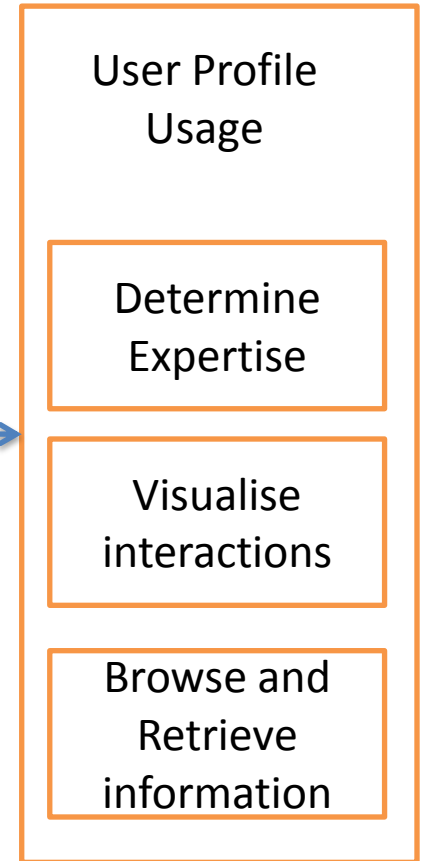 User Profile
Usage
Determine
Expertise
Visualise
interactions
Browse and
Retrieve
information